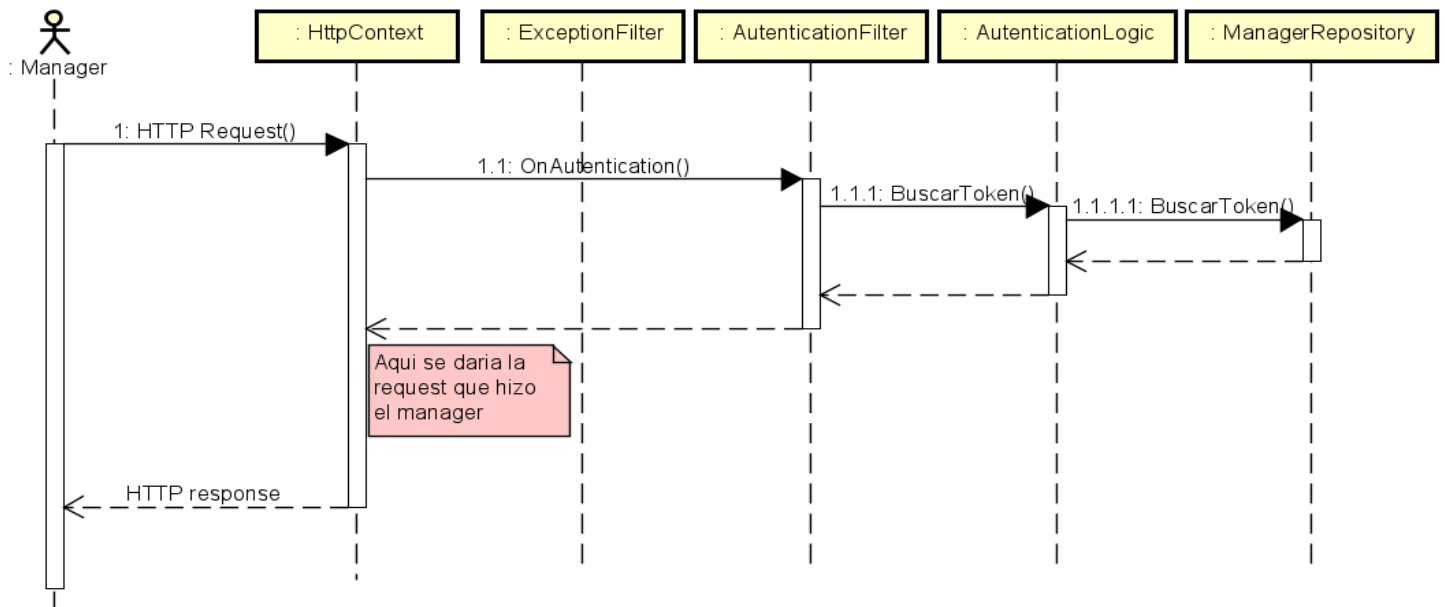 : Manager
: HttpContext
: ExceptionFilter
: AutenticationFilter
: AutenticationLogic
: ManagerRepository
1: HTTP Request()
1.1: OnAutentication()
1.1.1: BuscarToken()
1.1.1.1: BuscarToken()
Aqui se daria la
request que hizo
el manager
HTTP response